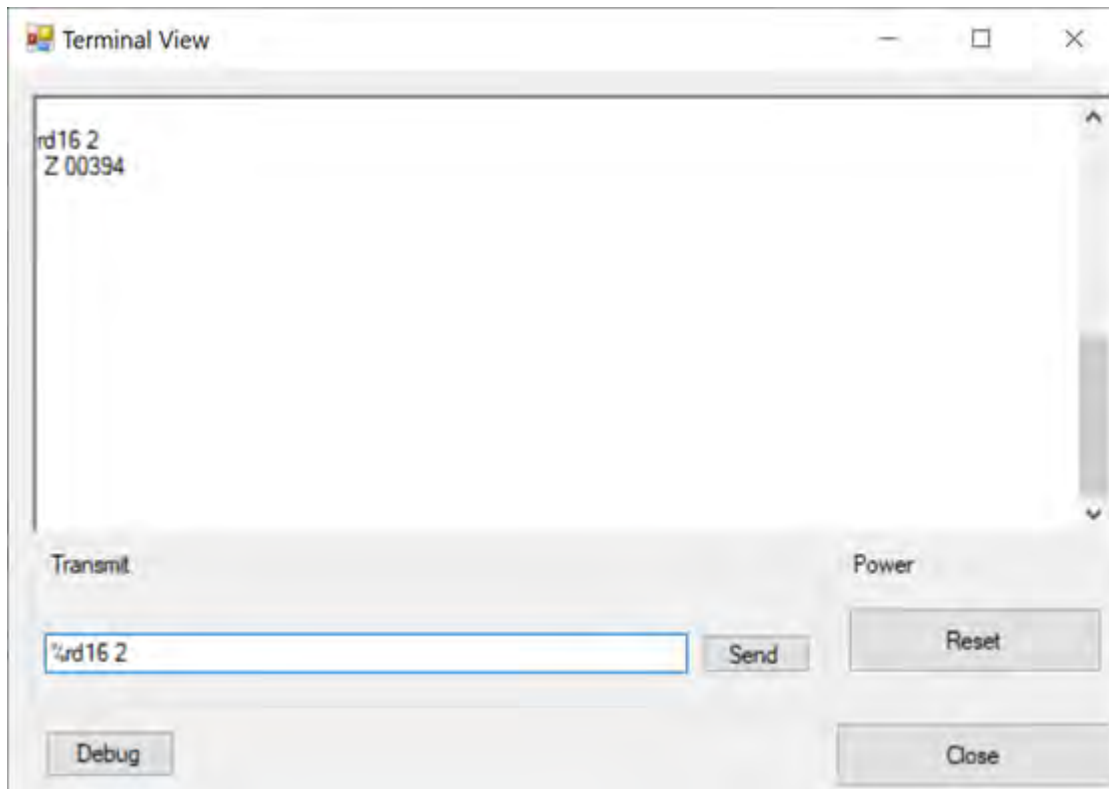 Terminal View
rd16 2
Z 00394
Transmit
Power
%rd16 2
Send
Reset
Debug
Close